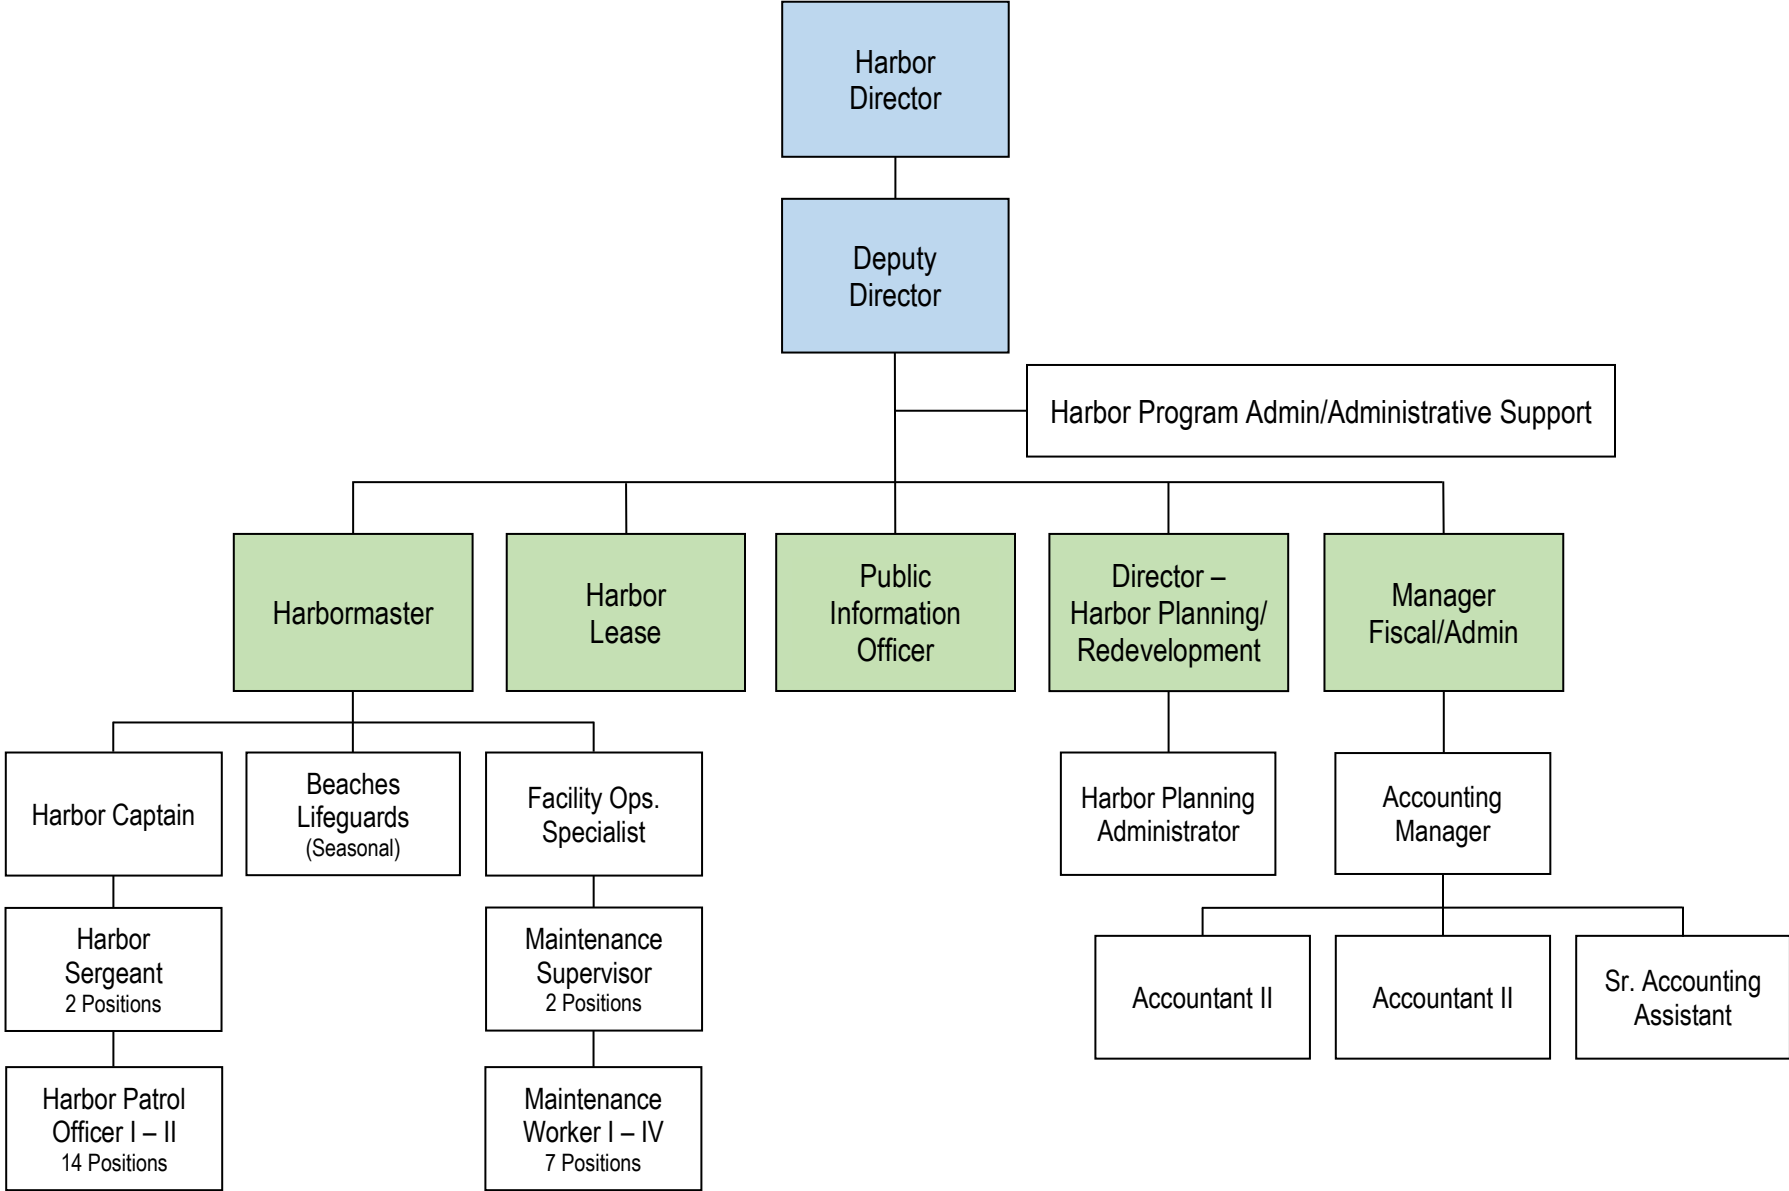 Harbor
Director
Deputy
Director
Harbor Program Admin/Administrative Support
Harbormaster
Harbor
Lease
Public
Information
Officer
Director –
Harbor Planning/
Redevelopment
Manager
Fiscal/Admin
Harbor Captain
Beaches
Lifeguards
(Seasonal)
Facility Ops.
Specialist
Harbor Planning
Administrator
Accounting
Manager
Harbor
Sergeant
2 Positions
Maintenance
Supervisor
2 Positions
Accountant II
Accountant II
Sr. Accounting
Assistant
Harbor Patrol
Officer I – II
14 Positions
Maintenance
Worker I – IV
7 Positions